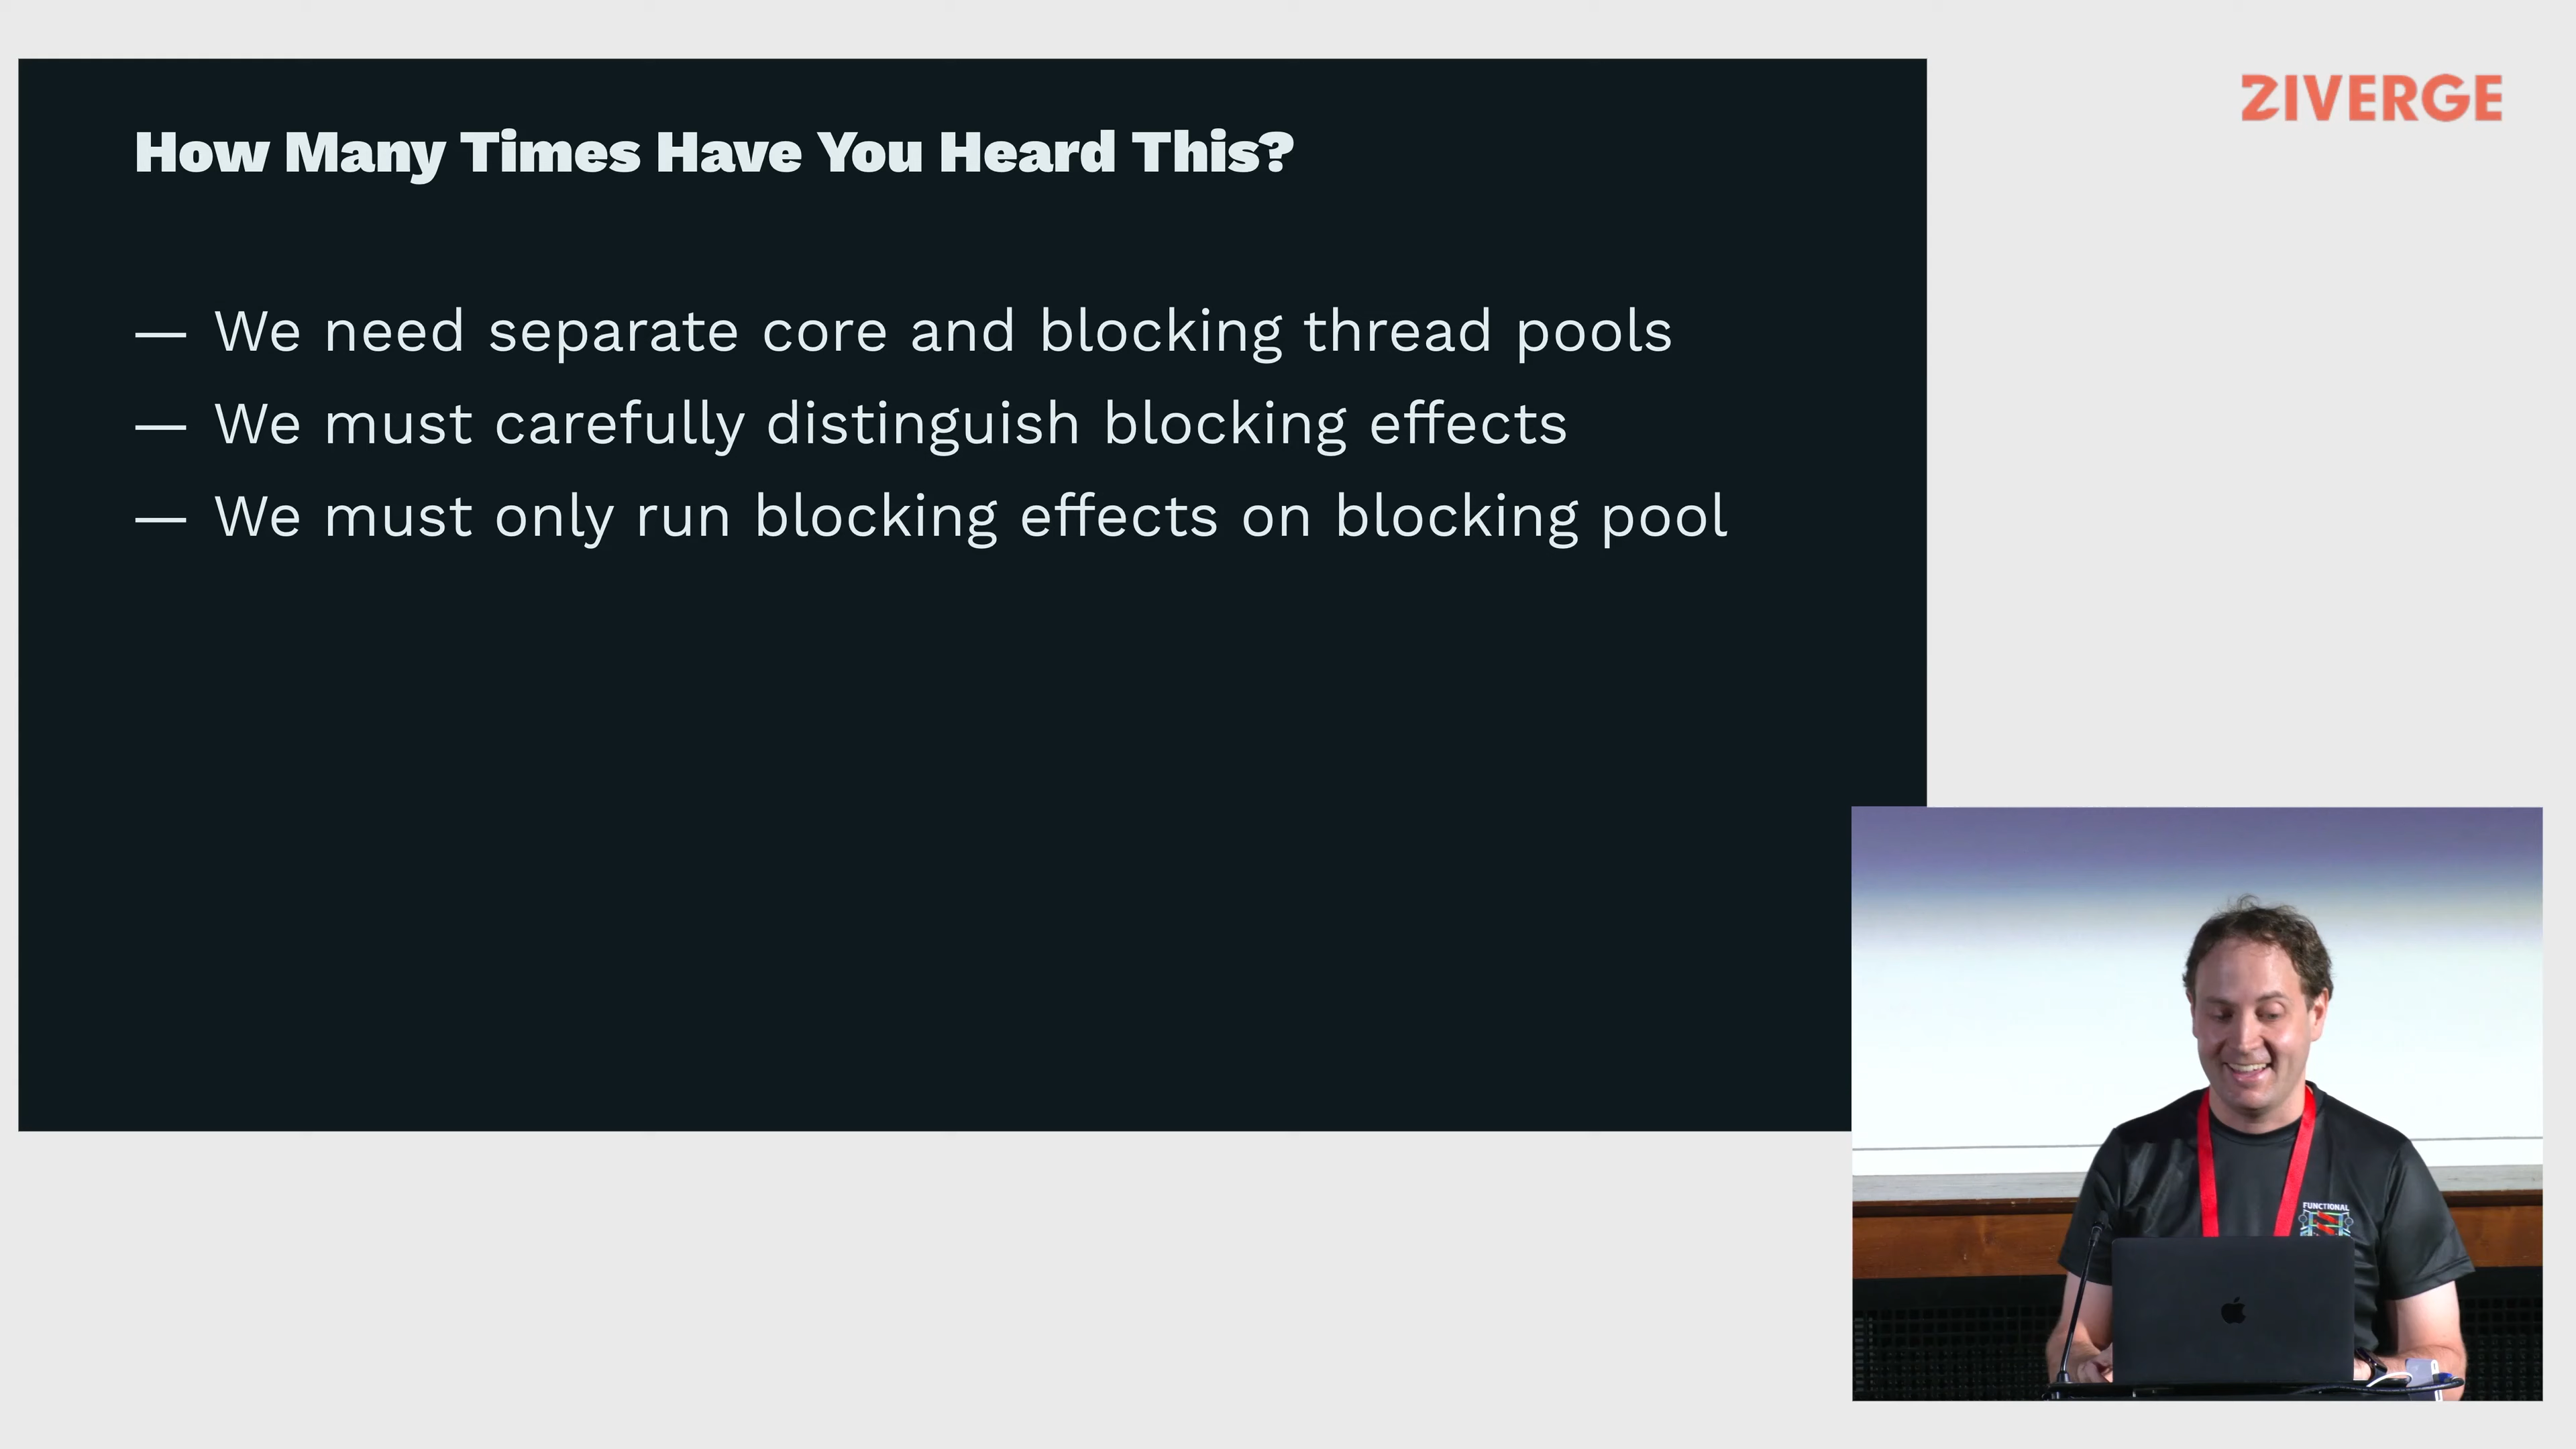 How Many Times Have You Heard This?
— We need separate core and blocking thread pools
— We must carefully distinguish blocking effects
— We must only run blocking effects on blocking pool
ZIVERGE
FUNCTIONAL